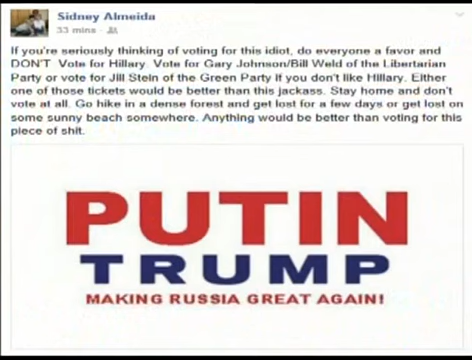 Sidney Almeida
33 mins ·
If you're seriously thinking of voting for this idiot, do everyone a favor and
DON'T Vote for Hillary. Vote for Gary Johnson/Bill Weld of the Libertarian
Party or vote for Jill Stein of the Green Party if you don't like Hillary. Either
one of those tickets would be better than this jackass. Stay home and don't
vote at all. Go hike in a dense forest and get lost for a few days or get lost on
some sunny beach somewhere. Anything would be better than voting for this
piece of shit.
PUTIN
TRUMP
MAKING RUSSIA GREAT AGAIN!